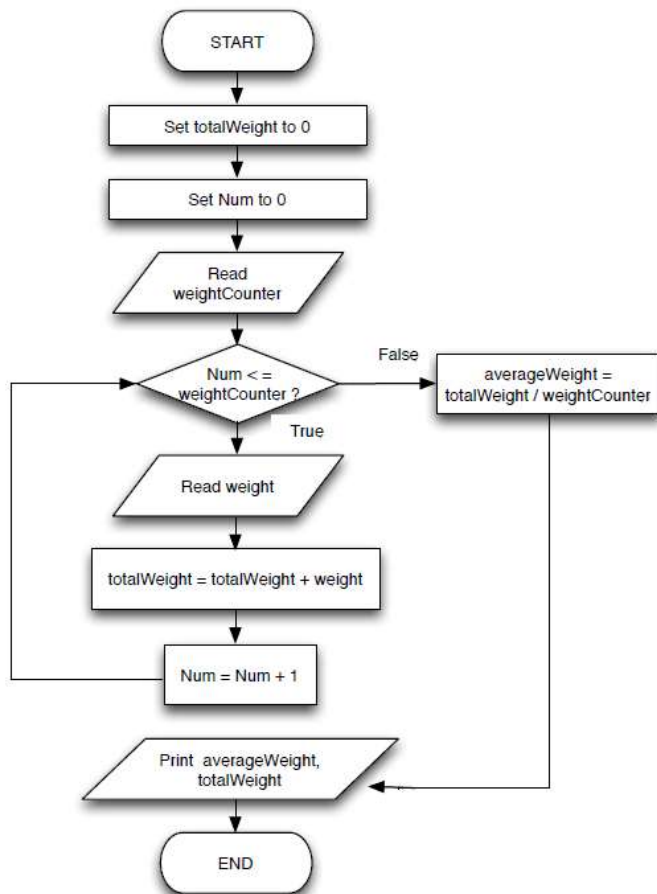 START
Set totalWeight to 0
Set Num to 0
Read
weightCounter
Num < =
weightCounter ?
False
averageWeight =
totalWeight / weightCounter
True
Read weight
totalWeight = totalWeight + weight
Num = Num + 1
Print averageWeight,
totalWeight
END